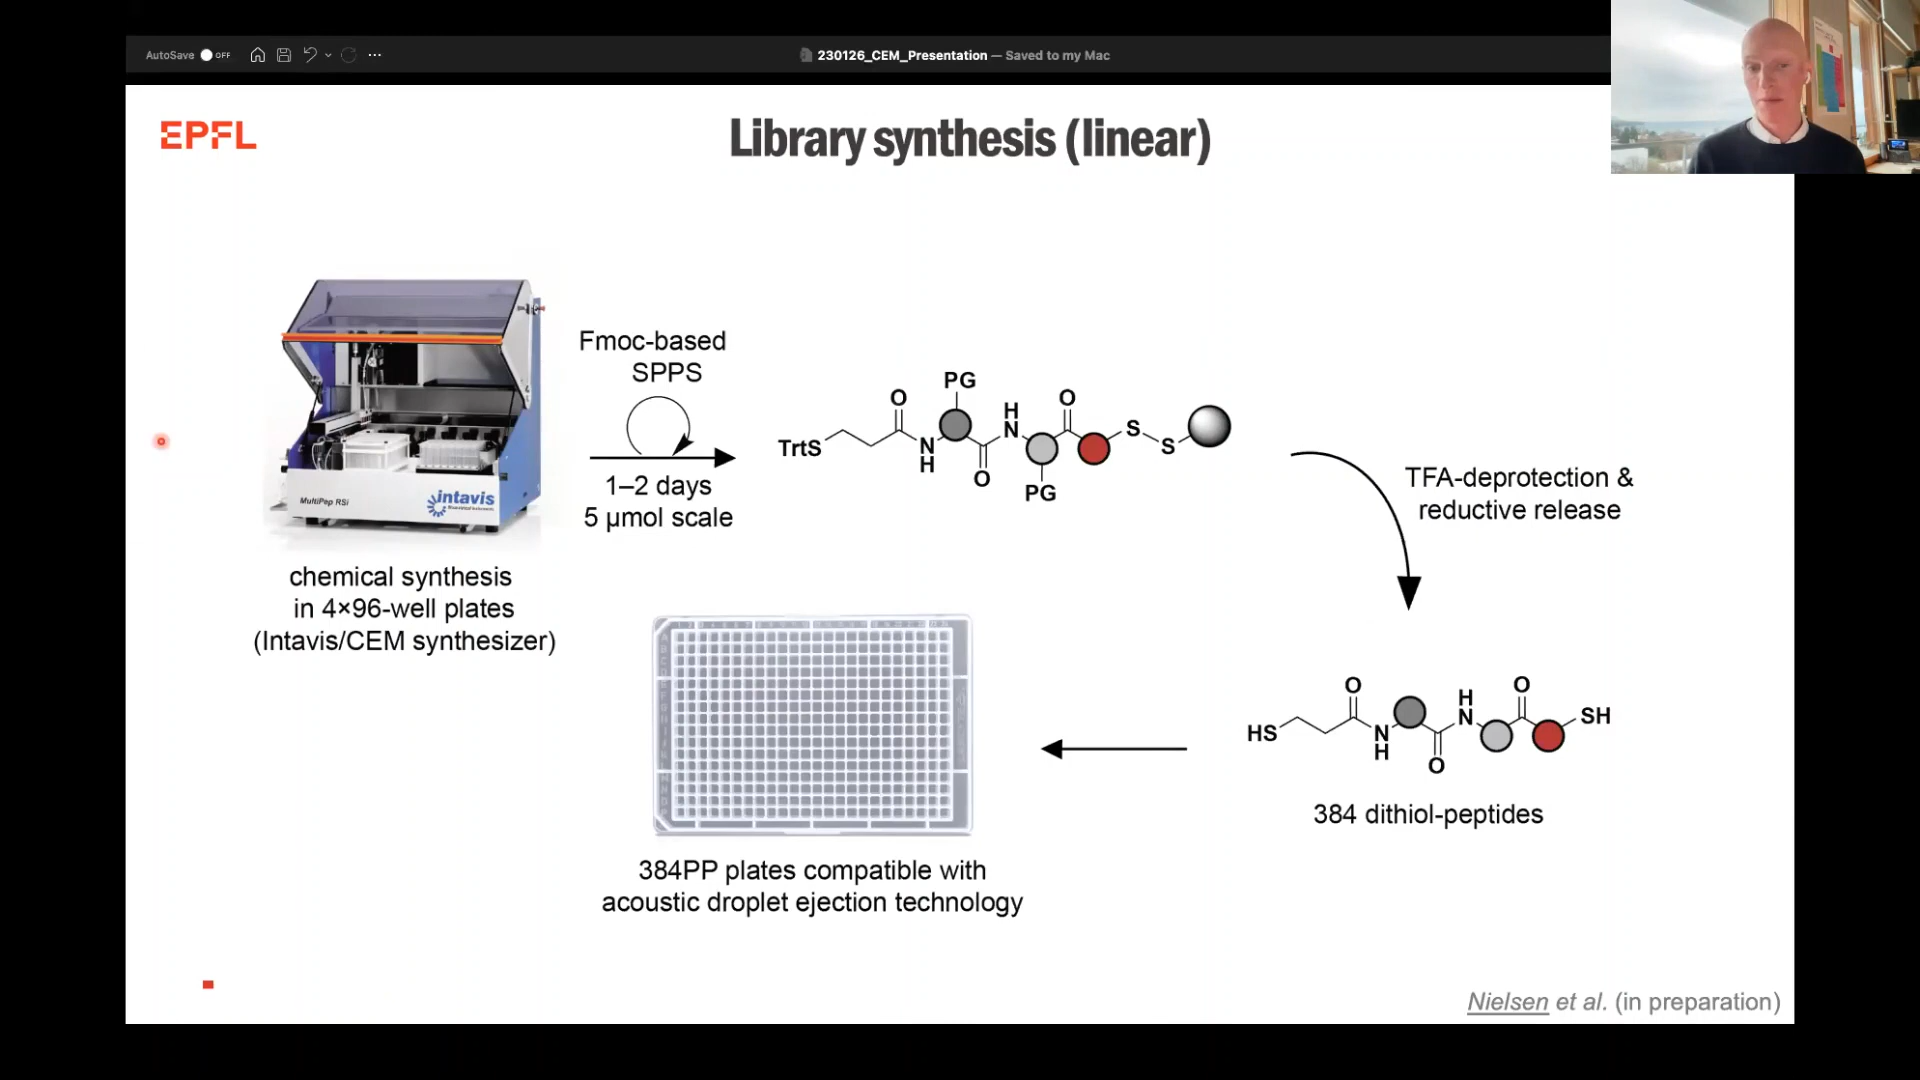 AutoSave OFF
230126_CEM_Presentation — Saved to my Mac
EPFL
Library synthesis (linear)
Fmoc-based
SPPS
1–2 days
5 µmol scale
MultiPep RSi
intavis
chemical synthesis
in 4×96-well plates
(Intavis/CEM synthesizer)
TrtS
O
N
H
PG
O
H
N
PG
O
S
S
TFA-deprotection &
reductive release
HS
O
N
H
O
H
N
O
SH
384 dithiol-peptides
384PP plates compatible with
acoustic droplet ejection technology
Nielsen et al. (in preparation)